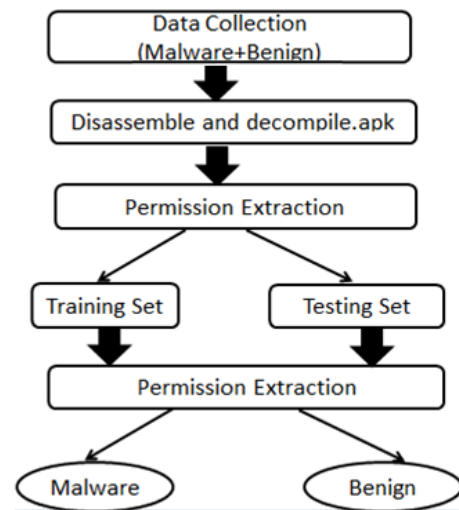 Data Collection
(Malware+Benign)
Disassemble and decompile.apk
Permission Extraction
Training Set
Testing Set
Permission Extraction
Malware
Benign